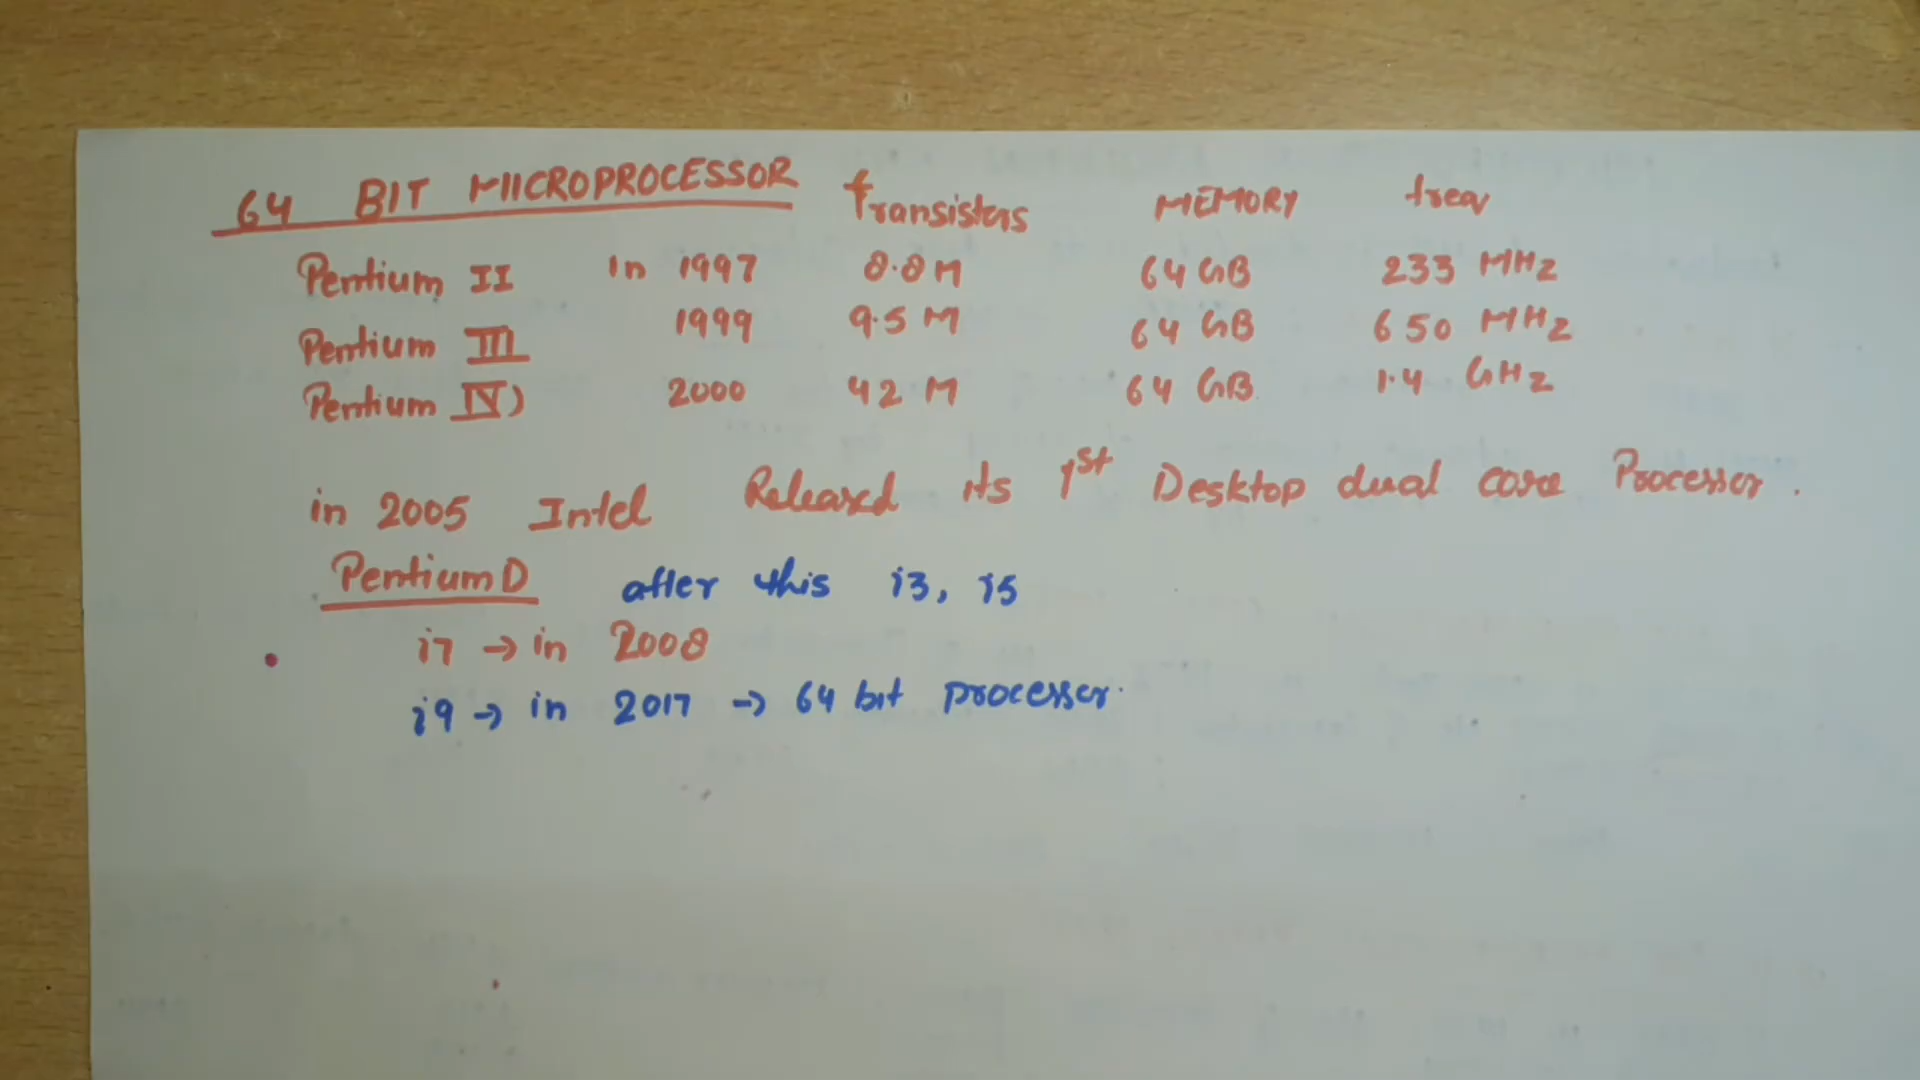 64 BIT MIICROPROCESSOR Transistors MEMORY freq
Pentium II in 1997 8.8M 64 GB 233 MHz
Pentium III 1999 9.5 M 64 GB 650 MHz
Pentium IV) 2000 42 M 64 GB 1.4 GHz
in 2005 Intel Released its 1st Desktop dual core Processor.
Pentium D after this i3, i5
i7 → in 2008
i9 → in 2017 → 64 bit processor.